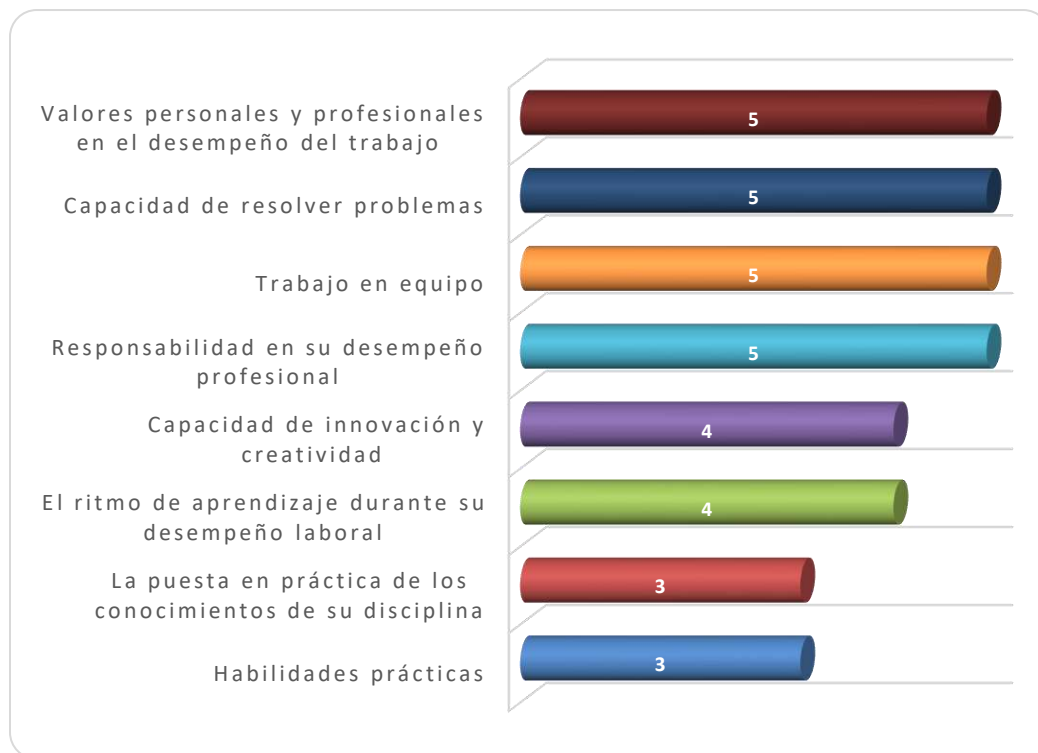 Valores personales y profesionales
en el desempeño del trabajo
5
Capacidad de resolver problemas
5
Trabajo en equipo
5
Responsabilidad en su desempeño
profesional
5
Capacidad de innovación y
creatividad
4
El ritmo de aprendizaje durante su
desempeño laboral
4
La puesta en práctica de los
conocimientos de su disciplina
3
Habilidades prácticas
3